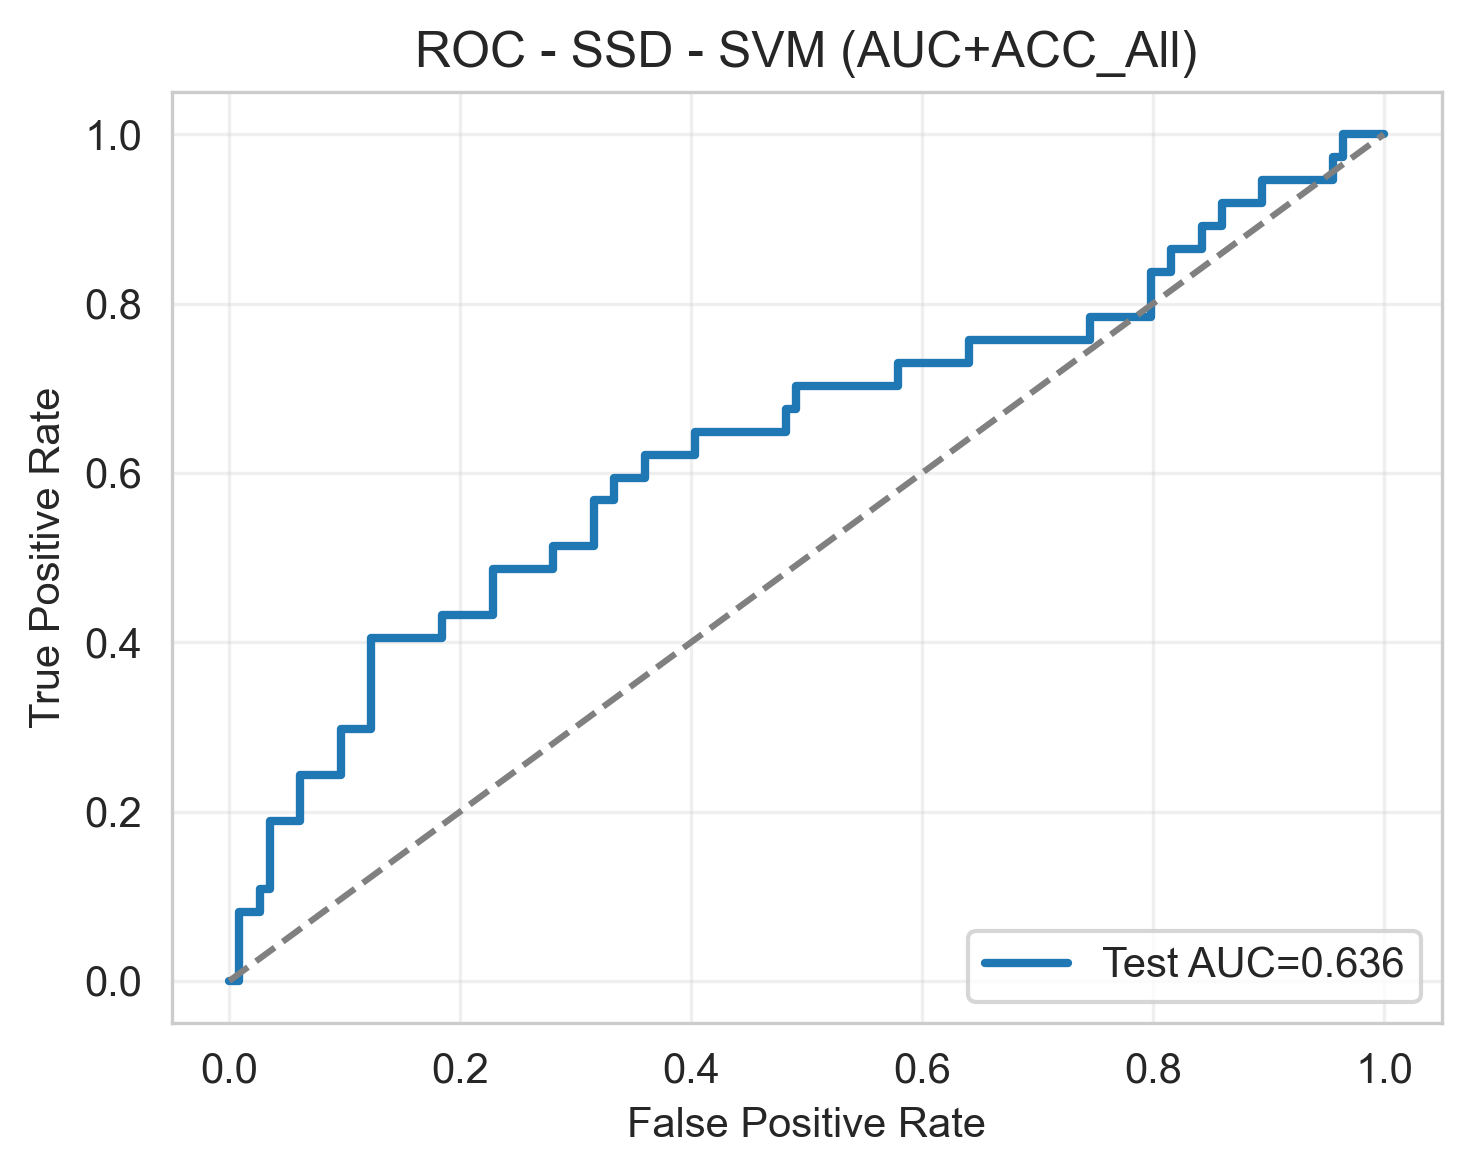 ROC - SSD - SVM (AUC+ACC_All)
True Positive Rate
1.0
0.8
0.6
0.4
0.2
0.0
Test AUC=0.636
0.0 0.2 0.4 0.6 0.8 1.0
False Positive Rate